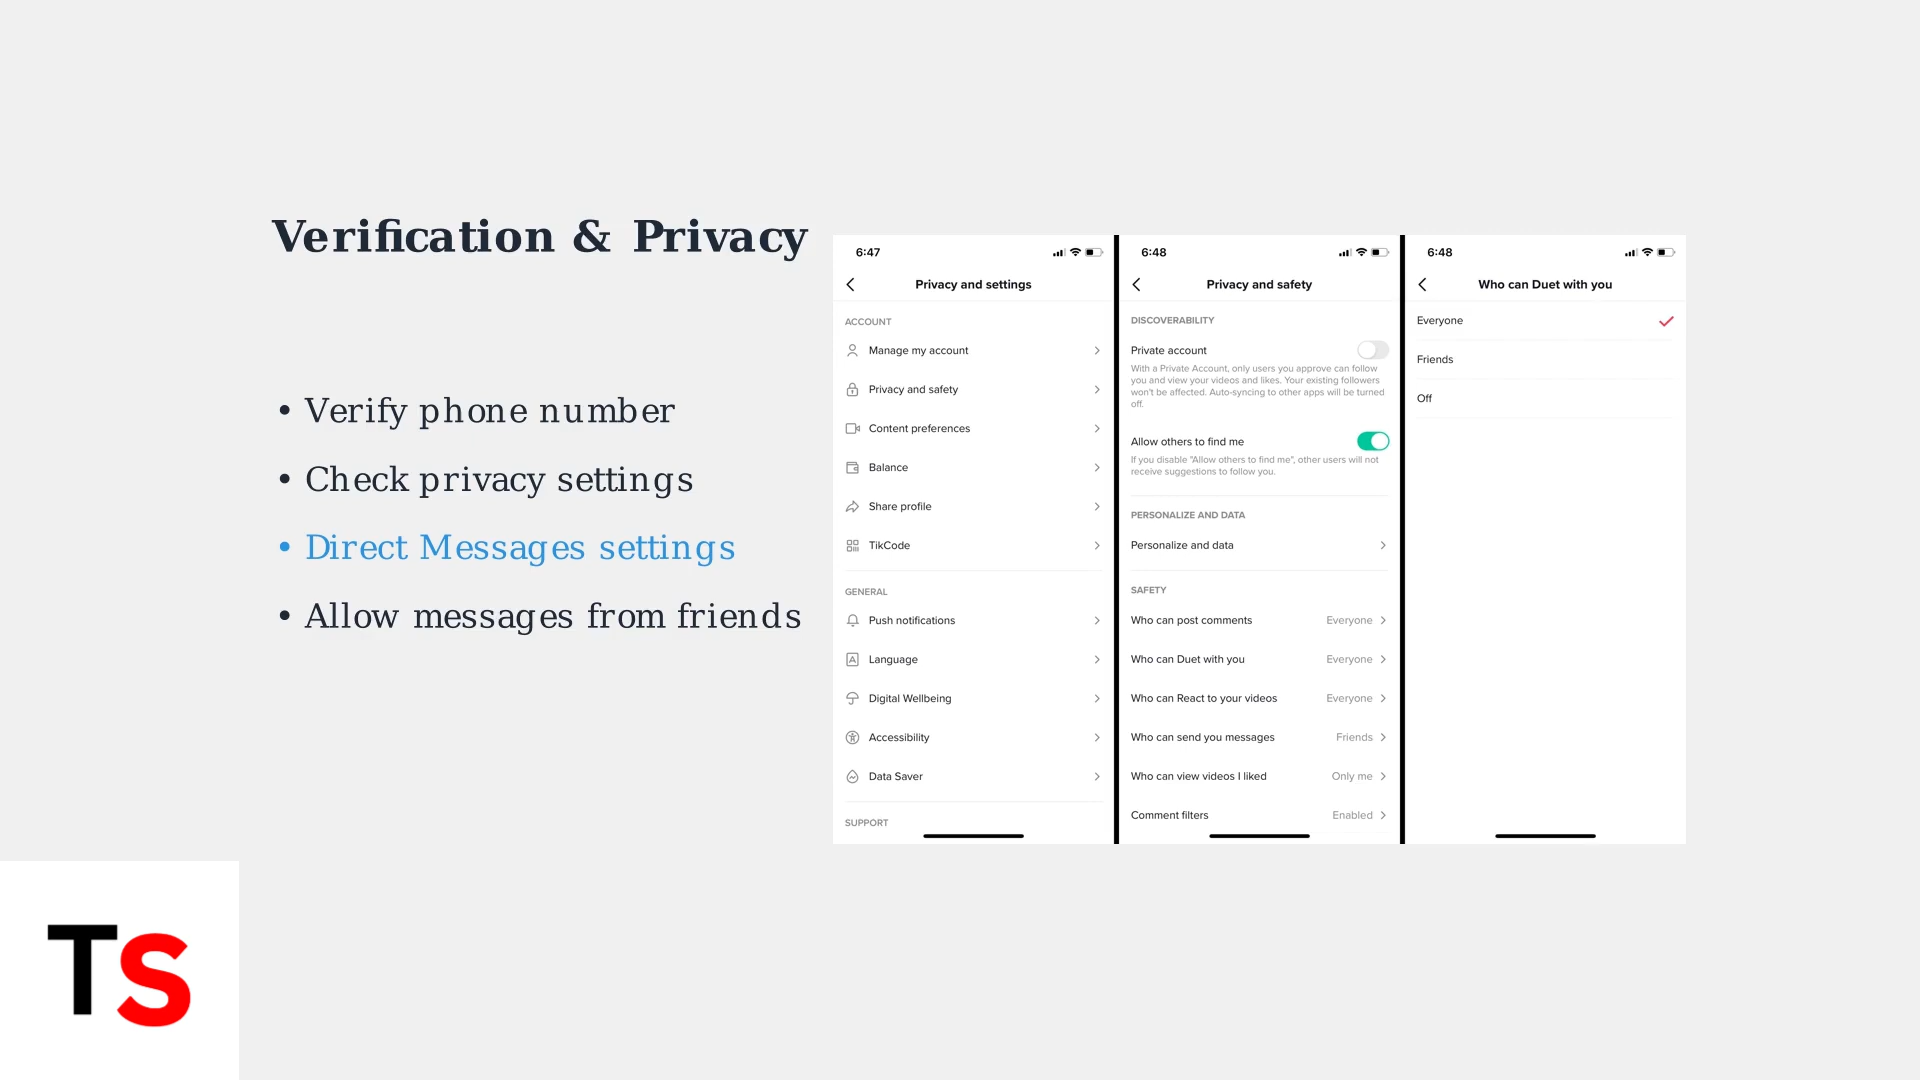 Verification & Privacy
• Verify phone number
• Check privacy settings
• Direct Messages settings
• Allow messages from friends
6:47
Privacy and settings
ACCOUNT
Manage my account
Privacy and safety
Content preferences
Balance
Share profile
TikCode
GENERAL
Push notifications
Language
Digital Wellbeing
Accessibility
Data Saver
SUPPORT
6:48
Privacy and safety
DISCOVERABILITY
Private account
With a Private Account, only users you approve can follow
you and view your videos and likes. Your existing followers
won't be affected. Auto-syncing to other apps will be turned
off.
Allow others to find me
If you disable "Allow others to find me", other users will not
receive suggestions to follow you.
PERSONALIZE AND DATA
Personalize and data
SAFETY
Who can post comments Everyone
Who can Duet with you Everyone
Who can React to your videos Everyone
Who can send you messages Friends
Who can view videos I liked Only me
Comment filters Enabled
6:48
Who can Duet with you
Everyone
Friends
Off
TS